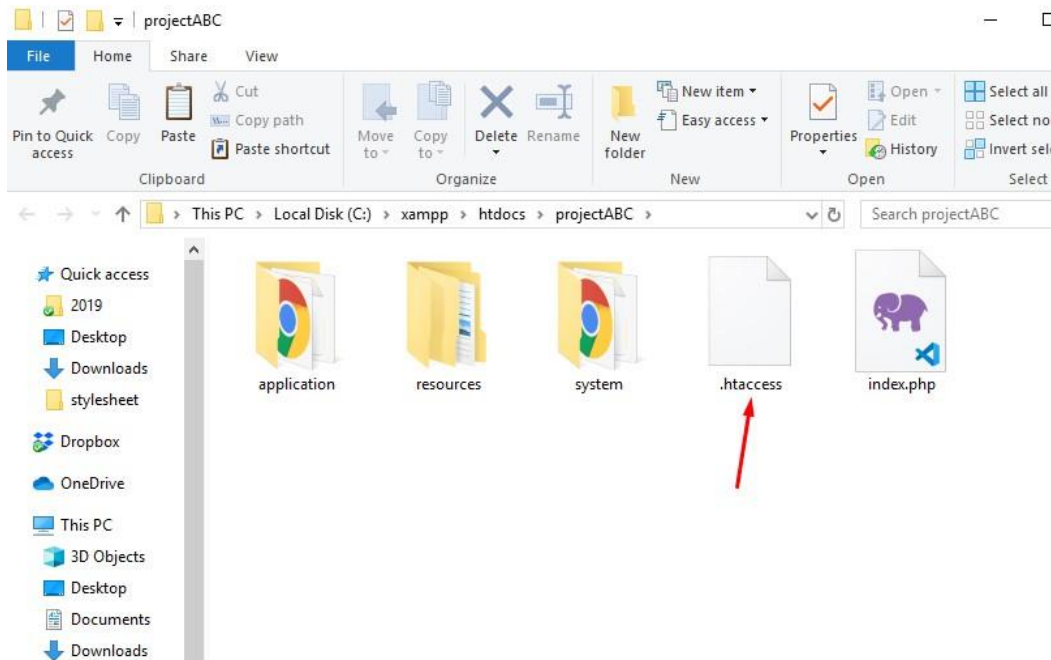 projectABC
File Home Share View
Pin to Quick access
Copy
Paste
Cut
Copy path
Paste shortcut
Clipboard
Move to
Copy to
Delete
Rename
Organize
New folder
New item
Easy access
New
Properties
Open
Edit
History
Open
Select all
Select no
Invert sel
Select
This PC > Local Disk (C:) > xampp > htdocs > projectABC >
Search projectABC
Quick access
2019
Desktop
Downloads
stylesheet
Dropbox
OneDrive
This PC
3D Objects
Desktop
Documents
Downloads
application
resources
system
.htaccess
index.php